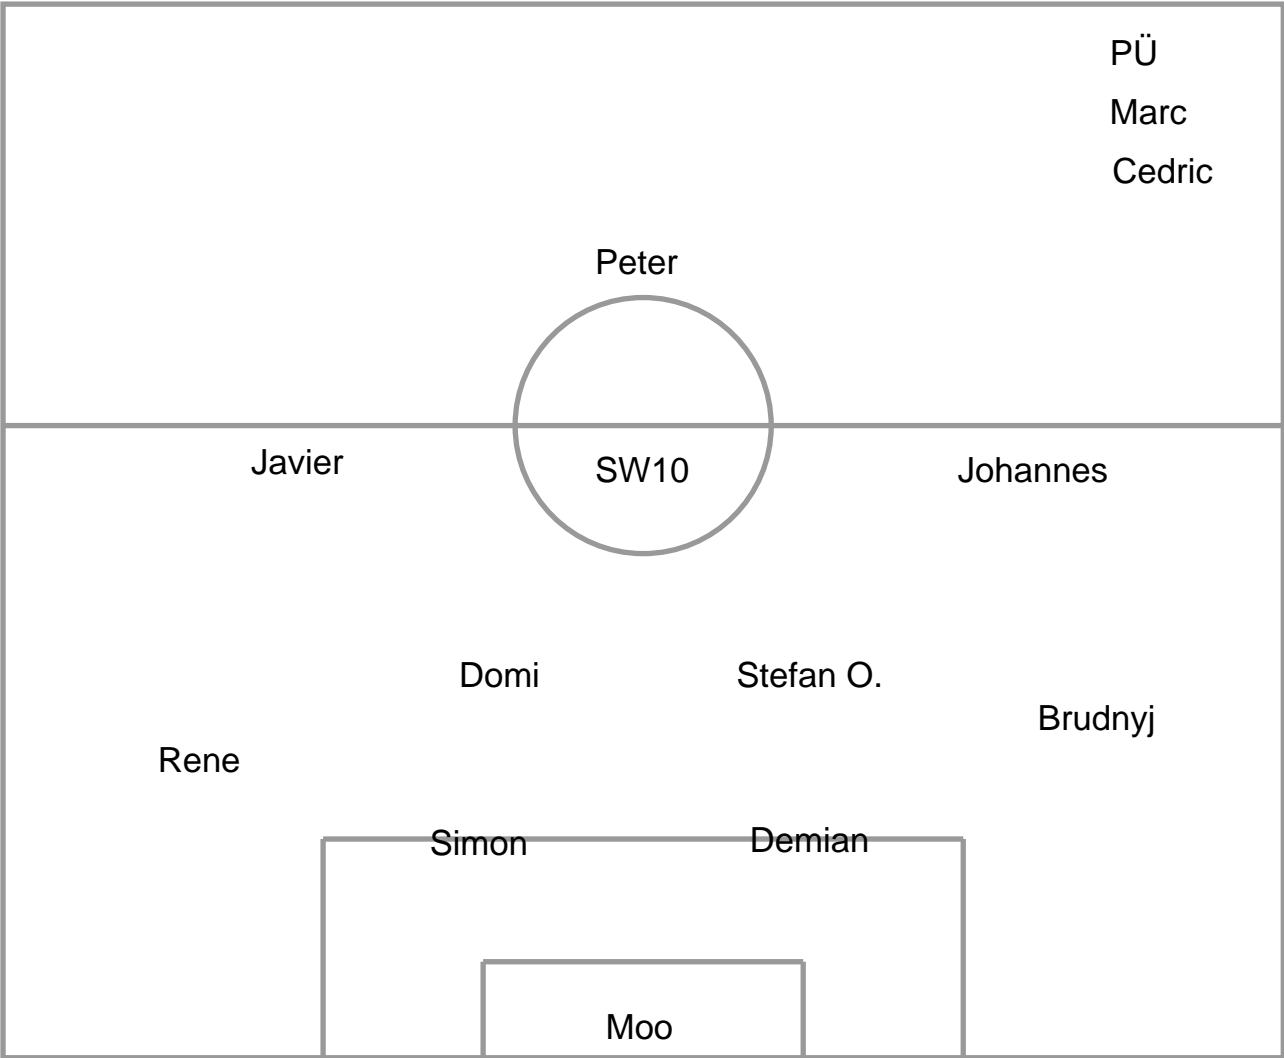 PÜ
Marc
Cedric
Peter
Javier SW10 Johannes
Domi Stefan O.
Brudnyj
Rene
Simon Demian
Moo